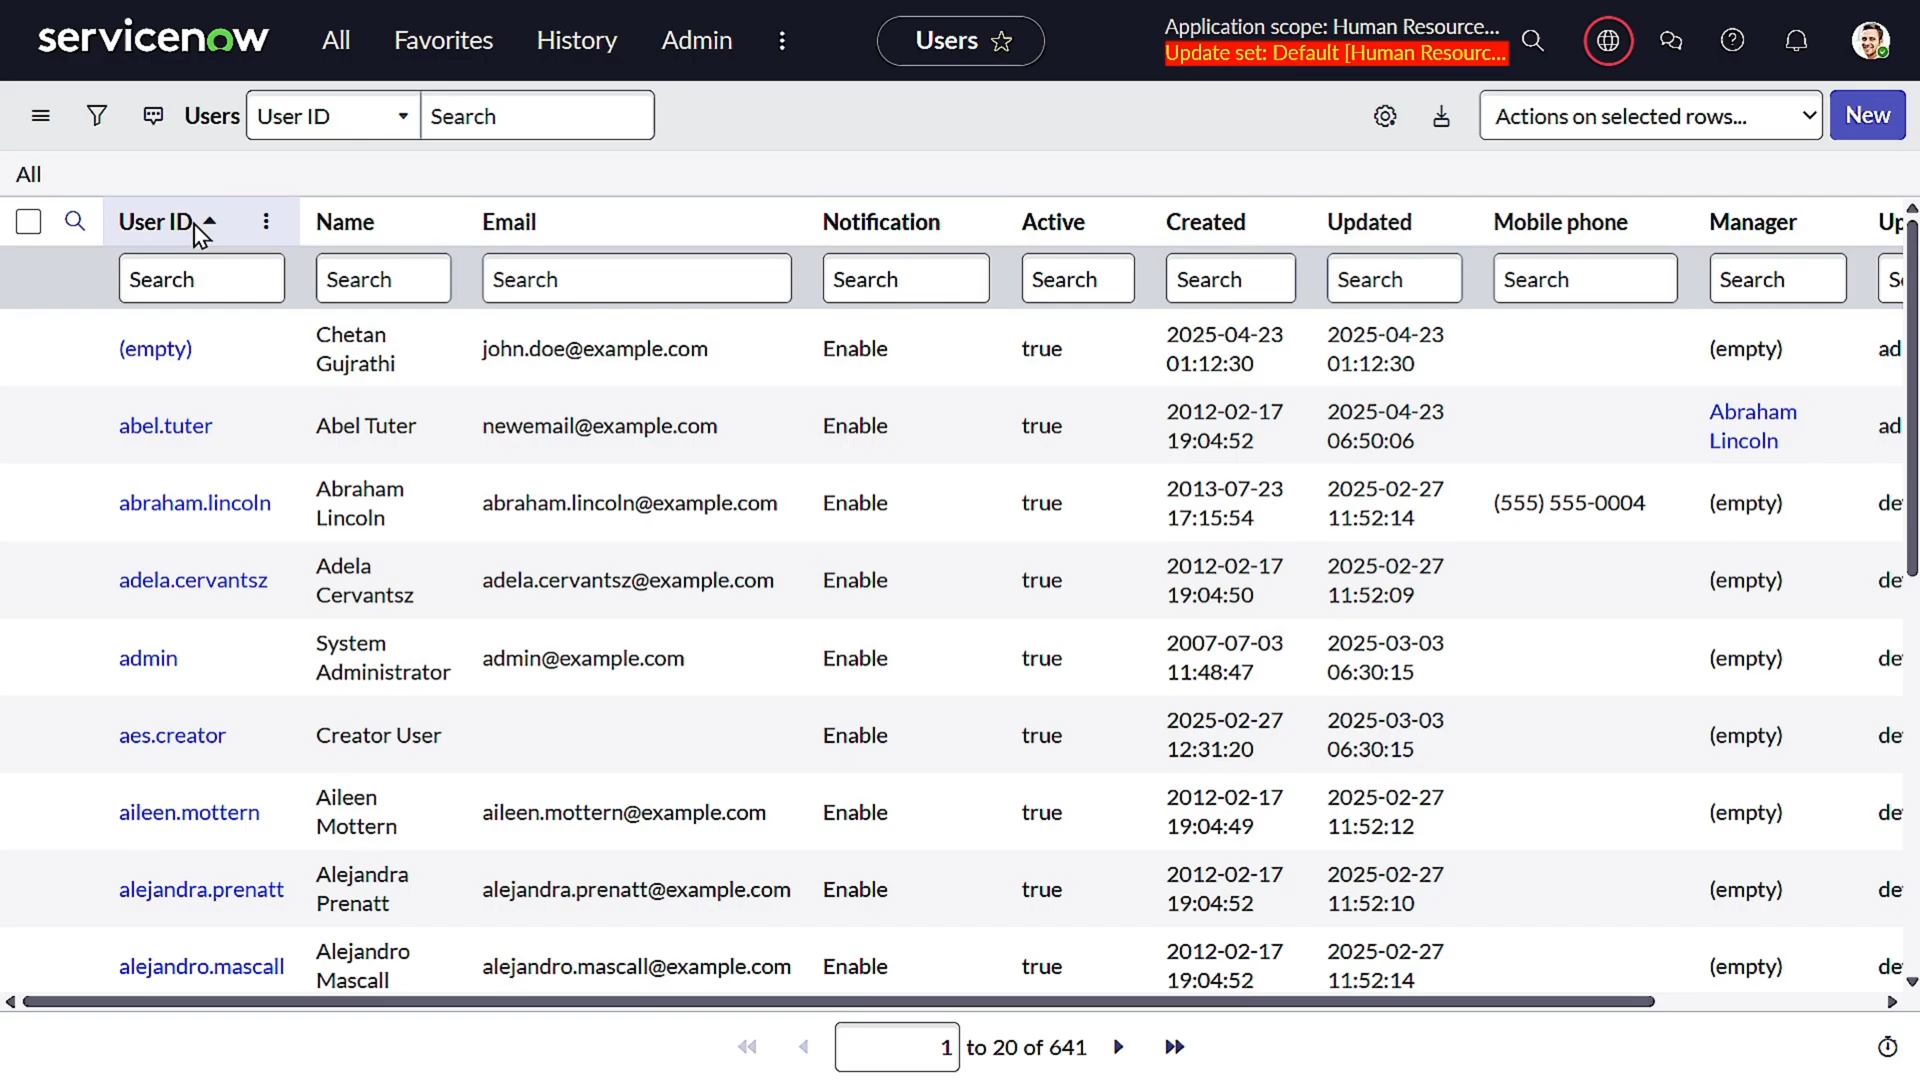 servicenow All Favorites History Admin Users Application scope: Human Resource...
Update set: Default [Human Resourc...
Users User ID Search Actions on selected rows... New
All
User ID Name Email Notification Active Created Updated Mobile phone Manager Up
Search Search Search Search Search Search Search Search Search Se
(empty) Chetan Gujrathi john.doe@example.com Enable true 2025-04-23 01:12:30 2025-04-23 01:12:30 (empty) ad
abel.tuter Abel Tuter newemail@example.com Enable true 2012-02-17 19:04:52 2025-04-23 06:50:06 Abraham Lincoln ad
abraham.lincoln Abraham Lincoln abraham.lincoln@example.com Enable true 2013-07-23 17:15:54 2025-02-27 11:52:14 (555) 555-0004 (empty) de
adela.cervantsz Adela Cervantsz adela.cervantsz@example.com Enable true 2012-02-17 19:04:50 2025-02-27 11:52:09 (empty) de
admin System Administrator admin@example.com Enable true 2007-07-03 11:48:47 2025-03-03 06:30:15 (empty) de
aes.creator Creator User Enable true 2025-02-27 12:31:20 2025-03-03 06:30:15 (empty) de
aileen.mottern Aileen Mottern aileen.mottern@example.com Enable true 2012-02-17 19:04:49 2025-02-27 11:52:12 (empty) de
alejandra.prenatt Alejandra Prenatt alejandra.prenatt@example.com Enable true 2012-02-17 19:04:52 2025-02-27 11:52:10 (empty) de
alejandro.mascall Alejandro Mascall alejandro.mascall@example.com Enable true 2012-02-17 19:04:52 2025-02-27 11:52:14 (empty) de
1 to 20 of 641